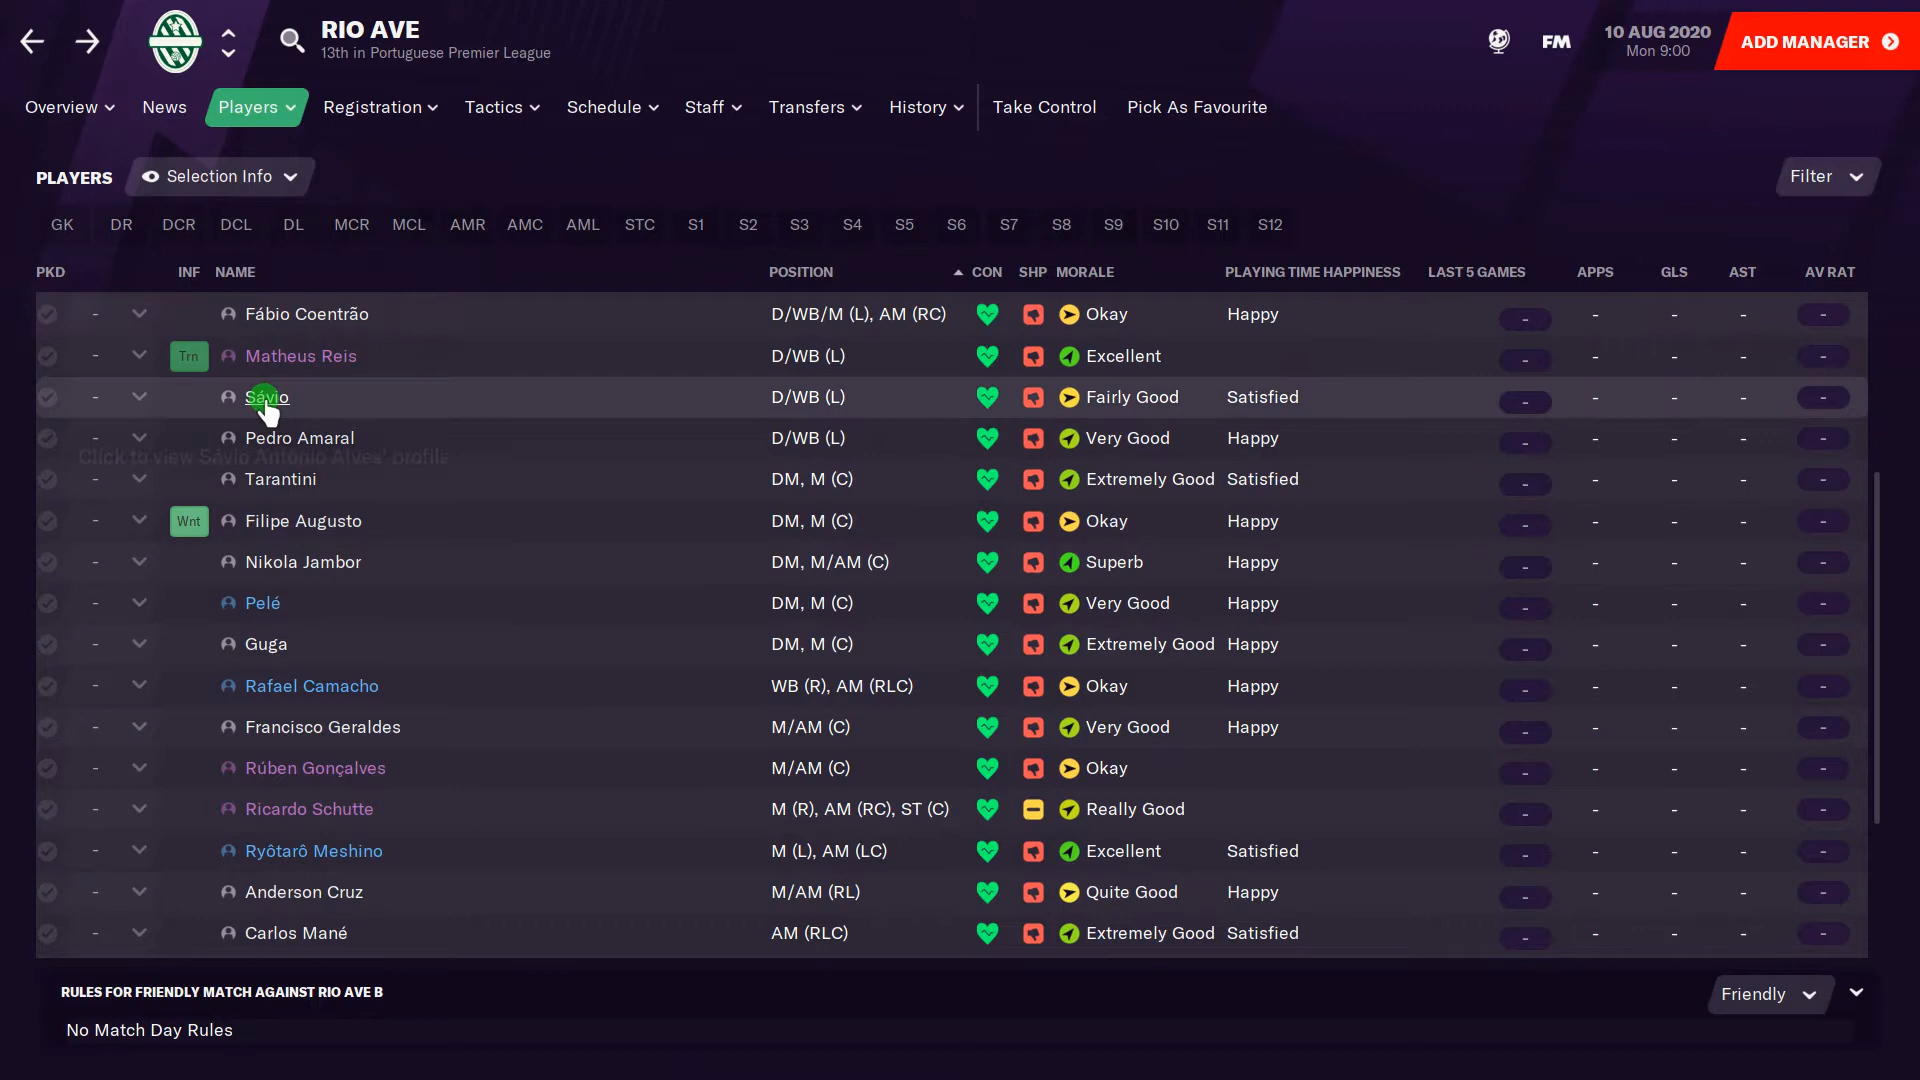 RIO AVE
13th in Portuguese Premier League
FM
10 AUG 2020
Mon 9:00
ADD MANAGER
Overview News Players Registration Tactics Schedule Staff Transfers History Take Control Pick As Favourite
PLAYERS Selection Info Filter
GK DR DCR DCL DL MCR MCL AMR AMC AML STC S1 S2 S3 S4 S5 S6 S7 S8 S9 S10 S11 S12
PKD INF NAME POSITION CON SHP MORALE PLAYING TIME HAPPINESS LAST 5 GAMES APPS GLS AST AV RAT
- Fábio Coentrão D/WB/M (L), AM (RC) Okay Happy - - - - -
- Trn Matheus Reis D/WB (L) Excellent - - - - -
- Sávio D/WB (L) Fairly Good Satisfied - - - - -
- Pedro Amaral D/WB (L) Very Good Happy - - - - -
Click to view Sávio Antônio Alves' profile
- Tarantini DM, M (C) Extremely Good Satisfied - - - - -
- Wnt Filipe Augusto DM, M (C) Okay Happy - - - - -
- Nikola Jambor DM, M/AM (C) Superb Happy - - - - -
- Pelé DM, M (C) Very Good Happy - - - - -
- Guga DM, M (C) Extremely Good Happy - - - - -
- Rafael Camacho WB (R), AM (RLC) Okay Happy - - - - -
- Francisco Geraldes M/AM (C) Very Good Happy - - - - -
- Rúben Gonçalves M/AM (C) Okay - - - - -
- Ricardo Schutte M (R), AM (RC), ST (C) Really Good - - - - -
- Ryôtarô Meshino M (L), AM (LC) Excellent Satisfied - - - - -
- Anderson Cruz M/AM (RL) Quite Good Happy - - - - -
- Carlos Mané AM (RLC) Extremely Good Satisfied - - - - -
RULES FOR FRIENDLY MATCH AGAINST RIO AVE B Friendly
No Match Day Rules